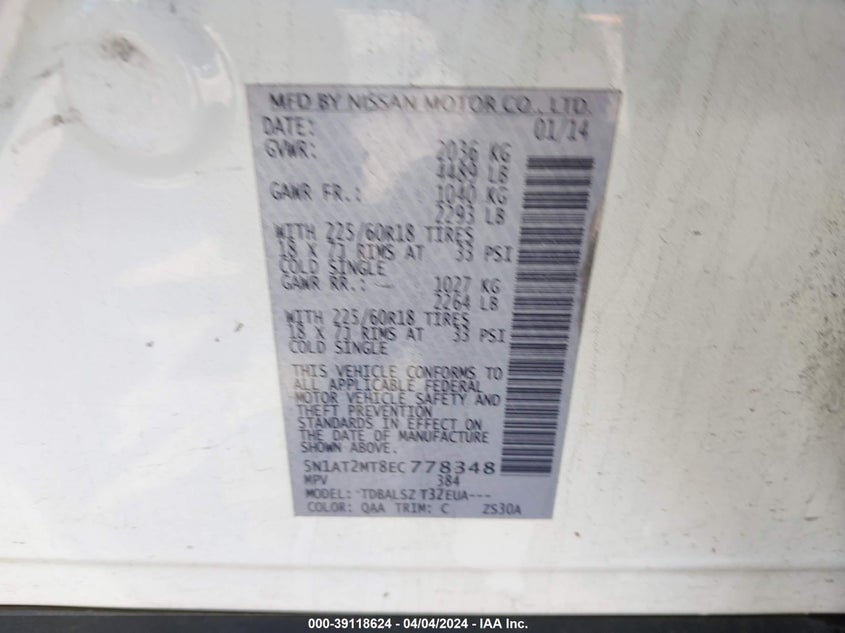 MFD BY NISSAN MOTOR CO., LTD.
DATE: 01/14
GVWR: 2036 KG
4489 LB
GAWR FR.: 1040 KG
2293 LB
WITH 225/60R18 TIRES
18 X 7J RIMS AT 33 PSI
COLD SINGLE
GAWR RR.: 1027 KG
2264 LB
WITH 225/60R18 TIRES
18 X 7J RIMS AT 33 PSI
COLD SINGLE
THIS VEHICLE CONFORMS TO
ALL APPLICABLE FEDERAL
MOTOR VEHICLE SAFETY AND
THEFT PREVENTION
STANDARDS IN EFFECT ON
THE DATE OF MANUFACTURE
SHOWN ABOVE.
5N1AT2MT8EC778348
MPV 384
MODEL: TDBALSZ T32EUA---
COLOR: QAA TRIM: C ZS30A
000-39118624 - 04/04/2024 - IAA Inc.